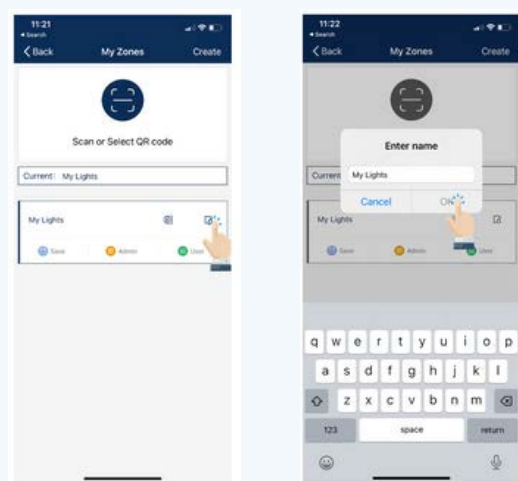 11:21
Search
Back My Zones Create
Scan or Select QR code
Current: My Lights
My Lights
Save Admin User
11:22
Search
Back My Zones Create
Enter name
Current
My Lights
Cancel OK
My Lights
Save Admin User
q w e r t y u i o p
a s d f g h j k l
z x c v b n m
123 space return